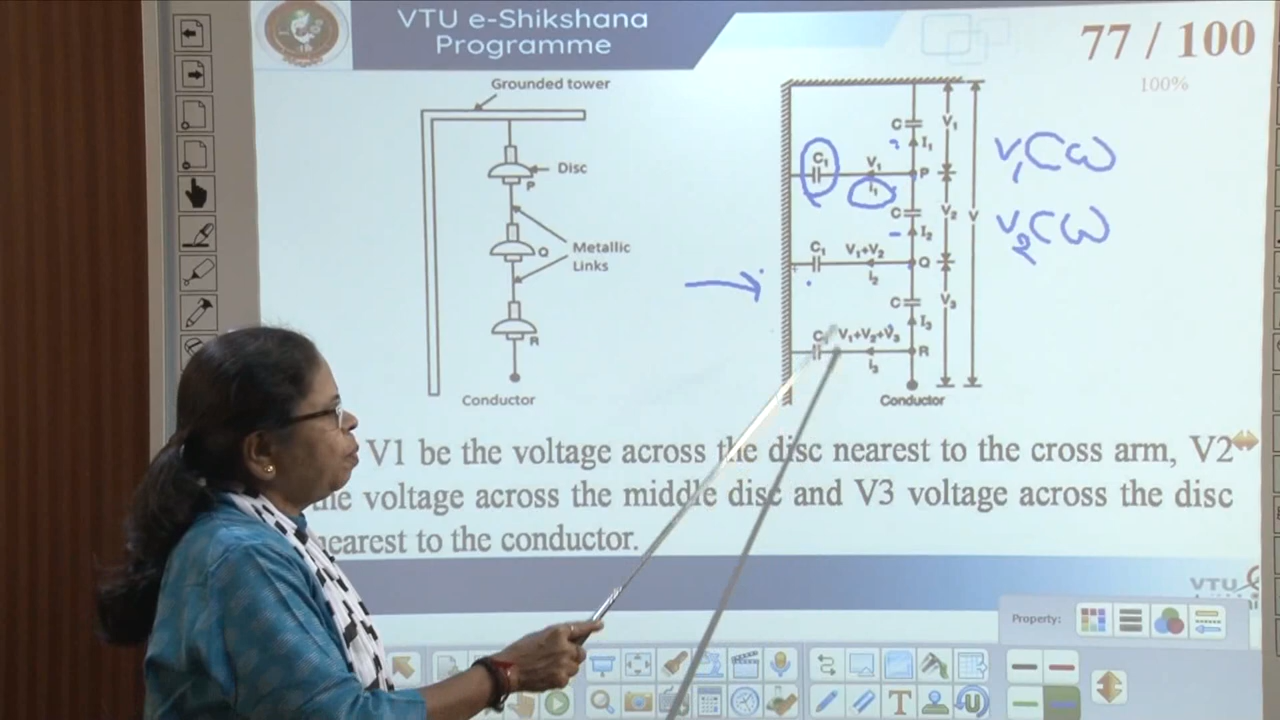 VTU e-Shikshana
Programme
77 / 100
100%
Grounded tower
Disc
P
Metallic
Links
Q
R
Conductor
C
V₁
I₁
C₁
V₁
P
i₁
C
V₂
V
I₂
C₁
V₁+V₂
Q
i₂
C
V₃
I₃
C₁
V₁+V₂+V₃
R
i₃
Conductor
V₁Cω
V₂Cω
V1 be the voltage across the disc nearest to the cross arm, V2
the voltage across the middle disc and V3 voltage across the disc
nearest to the conductor.
VTU
Property:
T